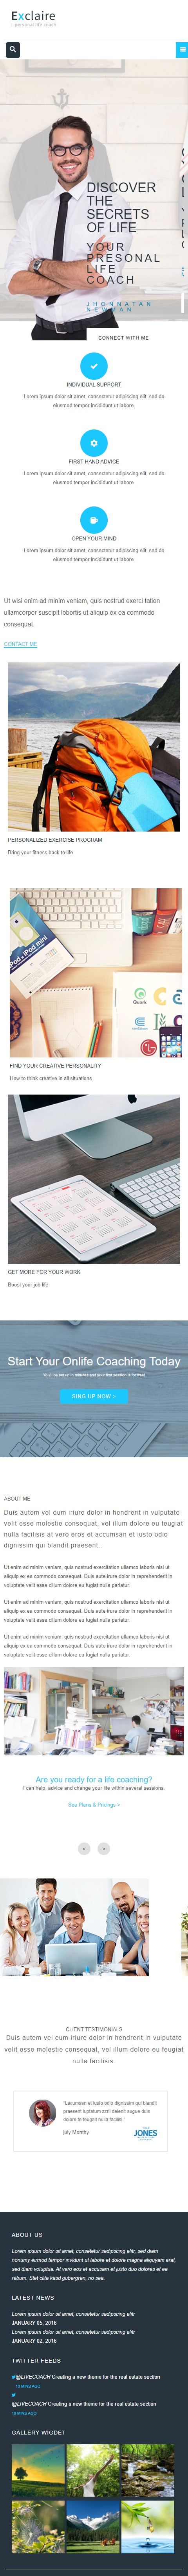 Exclaire
personal life coach
DISCOVER
THE
SECRETS
OF LIFE
YOUR
PRESONAL
LIFE
COACH
JHONNATAN
NEWMAN
CONNECT WITH ME
INDIVIDUAL SUPPORT
Lorem ipsum dolor sit amet, consectetur adipiscing elit, sed do
eiusmod tempor incididunt ut labore.
FIRST-HAND ADVICE
Lorem ipsum dolor sit amet, consectetur adipiscing elit, sed do
eiusmod tempor incididunt ut labore.
OPEN YOUR MIND
Lorem ipsum dolor sit amet, consectetur adipiscing elit, sed do
eiusmod tempor incididunt ut labore.
Ut wisi enim ad minim veniam, quis nostrud exerci tation
ullamcorper suscipit lobortis ut aliquip ex ea commodo
consequat.
CONTACT ME
PERSONALIZED EXERCISE PROGRAM
Bring your fitness back to life
iPad mini
Quark
LG
FIND YOUR CREATIVE PERSONALITY
How to think creative in all situations
GET MORE FOR YOUR WORK
Boost your job life
Start Your Onlife Coaching Today
You'll be set up in minutes and your first session is for free!
SING UP NOW >
ABOUT ME
Duis autem vel eum iriure dolor in hendrerit in vulputate
velit esse molestie consequat, vel illum dolore eu feugiat
nulla facilisis at vero eros et accumsan et iusto odio
dignissim qui blandit praesent.
Ut enim ad minim veniam, quis nostrud exercitation ullamco laboris nisi ut
aliquip ex ea commodo consequat. Duis aute irure dolor in reprehenderit in
voluptate velit esse cillum dolore eu fugiat nulla pariatur.
Ut enim ad minim veniam, quis nostrud exercitation ullamco laboris nisi ut
aliquip ex ea commodo consequat. Duis aute irure dolor in reprehenderit in
voluptate velit esse cillum dolore eu fugiat nulla pariatur.
Ut enim ad minim veniam, quis nostrud exercitation ullamco laboris nisi ut
aliquip ex ea commodo consequat. Duis aute irure dolor in reprehenderit in
voluptate velit esse cillum dolore eu fugiat nulla pariatur.
Are you ready for a life coaching?
I can help, advice and change your life within several sessions
See Plans & Pricings >
< >
CLIENT TESTIMONIALS
Duis autem vel eum iriure dolor in hendrerit in vulputate
velit esse molestie consequat, vel illum dolore eu feugiat
nulla facilisis.
"Lacumsan et iusto odio dignissim qui blandit
praesent luptatum zzril delenit augue duis
dolore te feugait nulla facilisi."
july Morrthy
JONES
ABOUT US
Lorem ipsum dolor sit amet, consetetur sadipscing elitr, sed diam
nonumy eirmod tempor invidunt ut labore et dolore magna aliquyam erat,
sed diam voluptua. At vero eos et accusam et justo duo dolores et ea
rebum. Stet clita kasd gubergren, no sea.
LATEST NEWS
Lorem ipsum dolor sit amet, consetetur sadipscing elitr
JANUARY 05, 2016
Lorem ipsum dolor sit amet, consetetur sadipscing elitr
JANUARY 02, 2016
TWITTER FEEDS
@LIVECOACH Creating a new theme for the real estate section
10 MINS AGO
@LIVECOACH Creating a new theme for the real estate section
10 MINS AGO
GALLERY WIGDET